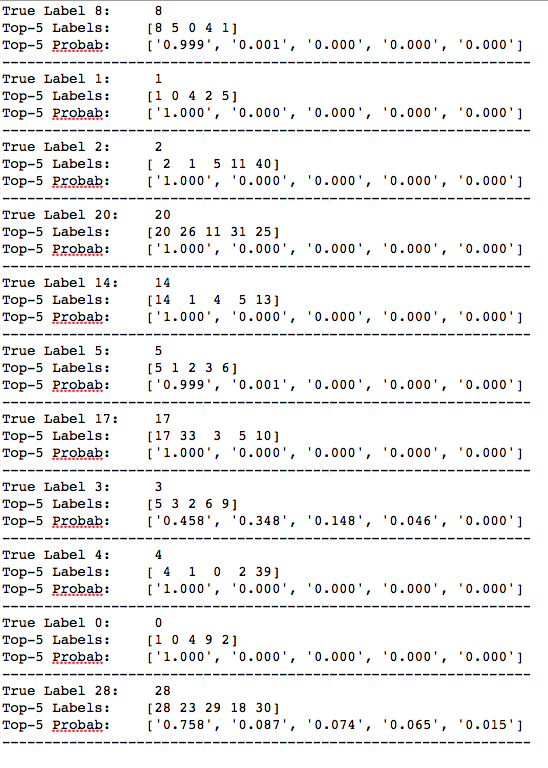 True Label 8: 8
Top-5 Labels: [8 5 0 4 1]
Top-5 Probab: ['0.999', '0.001', '0.000', '0.000', '0.000']
---------------------------------------------------------------
True Label 1: 1
Top-5 Labels: [1 0 4 2 5]
Top-5 Probab: ['1.000', '0.000', '0.000', '0.000', '0.000']
---------------------------------------------------------------
True Label 2: 2
Top-5 Labels: [ 2 1 5 11 40]
Top-5 Probab: ['1.000', '0.000', '0.000', '0.000', '0.000']
---------------------------------------------------------------
True Label 20: 20
Top-5 Labels: [20 26 11 31 25]
Top-5 Probab: ['1.000', '0.000', '0.000', '0.000', '0.000']
---------------------------------------------------------------
True Label 14: 14
Top-5 Labels: [14 1 4 5 13]
Top-5 Probab: ['1.000', '0.000', '0.000', '0.000', '0.000']
---------------------------------------------------------------
True Label 5: 5
Top-5 Labels: [5 1 2 3 6]
Top-5 Probab: ['0.999', '0.001', '0.000', '0.000', '0.000']
---------------------------------------------------------------
True Label 17: 17
Top-5 Labels: [17 33 3 5 10]
Top-5 Probab: ['1.000', '0.000', '0.000', '0.000', '0.000']
---------------------------------------------------------------
True Label 3: 3
Top-5 Labels: [5 3 2 6 9]
Top-5 Probab: ['0.458', '0.348', '0.148', '0.046', '0.000']
---------------------------------------------------------------
True Label 4: 4
Top-5 Labels: [ 4 1 0 2 39]
Top-5 Probab: ['1.000', '0.000', '0.000', '0.000', '0.000']
---------------------------------------------------------------
True Label 0: 0
Top-5 Labels: [1 0 4 9 2]
Top-5 Probab: ['1.000', '0.000', '0.000', '0.000', '0.000']
---------------------------------------------------------------
True Label 28: 28
Top-5 Labels: [28 23 29 18 30]
Top-5 Probab: ['0.758', '0.087', '0.074', '0.065', '0.015']
---------------------------------------------------------------